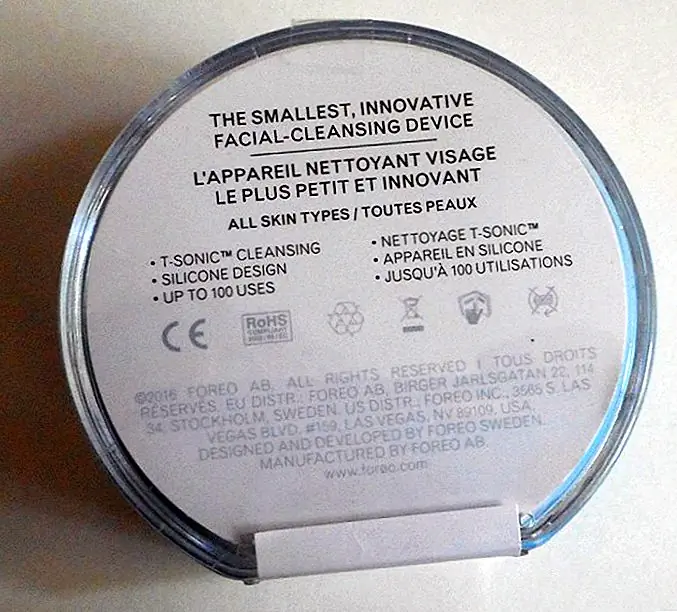 THE SMALLEST, INNOVATIVE
FACIAL-CLEANSING DEVICE
L'APPAREIL NETTOYANT VISAGE
LE PLUS PETIT ET INNOVANT
ALL SKIN TYPES / TOUTES PEAUX
• T-SONIC™ CLEANSING
• SILICONE DESIGN
• UP TO 100 USES
• NETTOYAGE T-SONIC™
• APPAREIL EN SILICONE
• JUSQU'À 100 UTILISATIONS
CE
RoHS
COMPLIANT
©2016 FOREO AB. ALL RIGHTS RESERVED | TOUS DROITS
RÉSERVÉS. EU DISTR.: FOREO AB, BIRGER JARLSGATAN 22, 114
34, STOCKHOLM, SWEDEN. US DISTR.: FOREO INC., 3565 S. LAS
VEGAS BLVD. #159, LAS VEGAS, NV 89109, USA.
DESIGNED AND DEVELOPED BY FOREO SWEDEN.
MANUFACTURED BY FOREO AB.
www.foreo.com